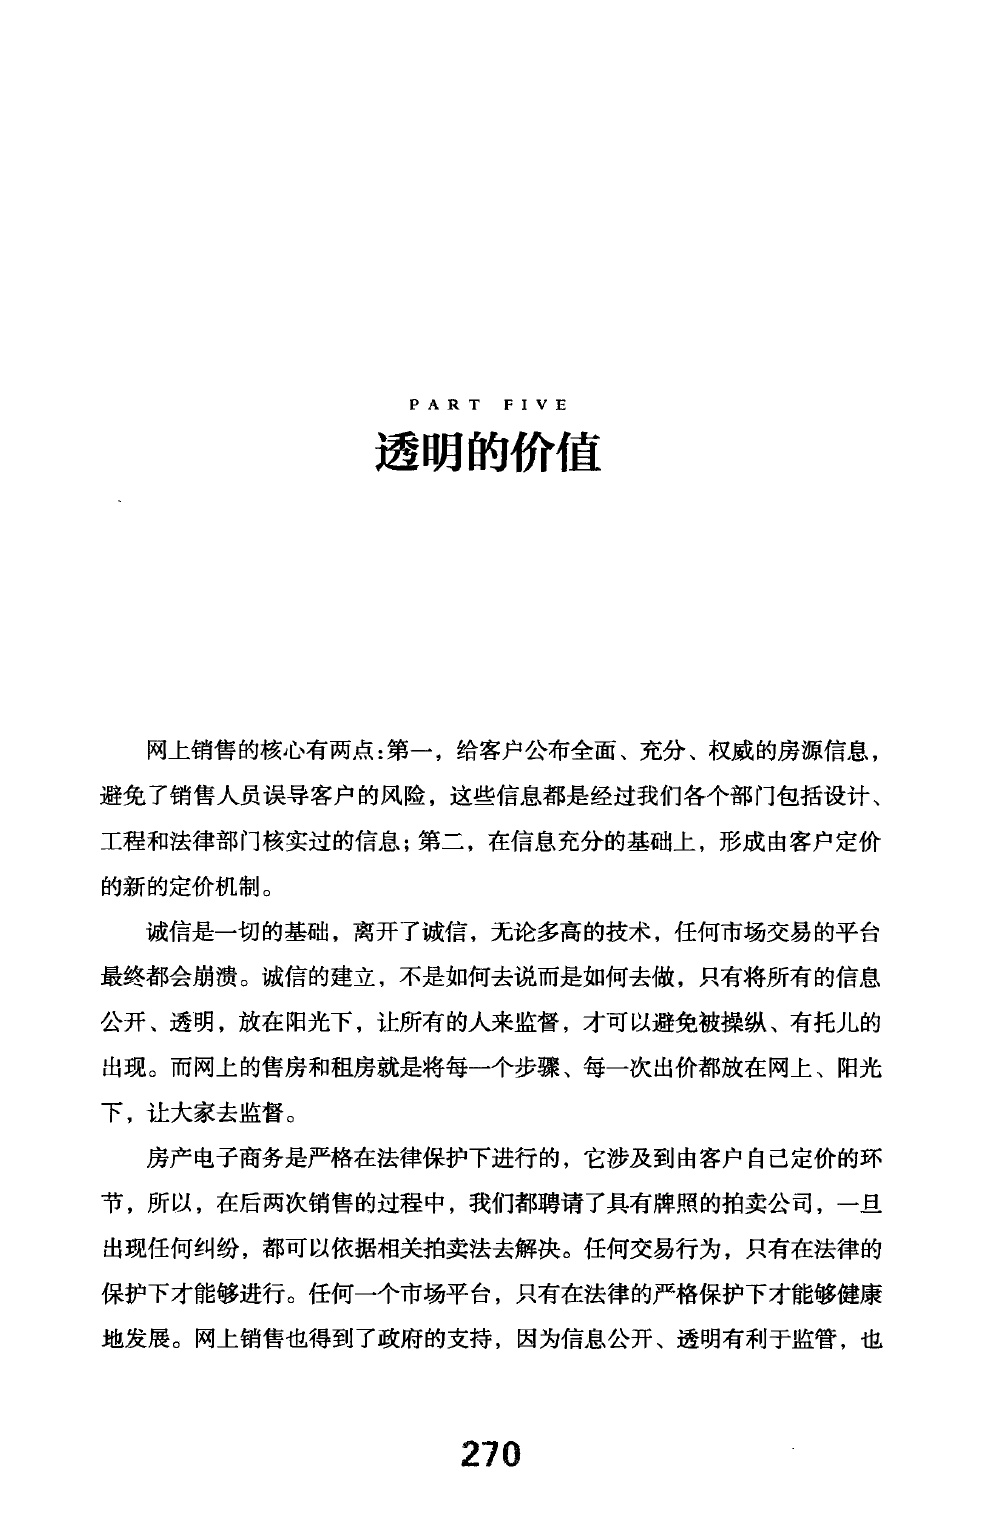 PART FIVE
透明的价值
网上销售的核心有两点:第一，给客户公布全面、充分、权威的房源信息，
避免了销售人员误导客户的风险，这些信息都是经过我们各个部门包括设计、
工程和法律部门核实过的信息；第二，在信息充分的基础上，形成由客户定价
的新的定价机制。
诚信是一切的基础，离开了诚信，无论多高的技术，任何市场交易的平台
最终都会崩溃。诚信的建立，不是如何去说而是如何去做，只有将所有的信息
公开、透明，放在阳光下，让所有的人来监督，才可以避免被操纵、有托儿的
出现。而网上的售房和租房就是将每一个步骤、每一次出价都放在网上、阳光
下，让大家去监督。
房产电子商务是严格在法律保护下进行的，它涉及到由客户自己定价的环
节，所以，在后两次销售的过程中，我们都聘请了具有牌照的拍卖公司，一旦
出现任何纠纷，都可以依据相关拍卖法去解决。任何交易行为，只有在法律的
保护下才能够进行。任何一个市场平台，只有在法律的严格保护下才能够健康
地发展。网上销售也得到了政府的支持，因为信息公开、透明有利于监管，也
270